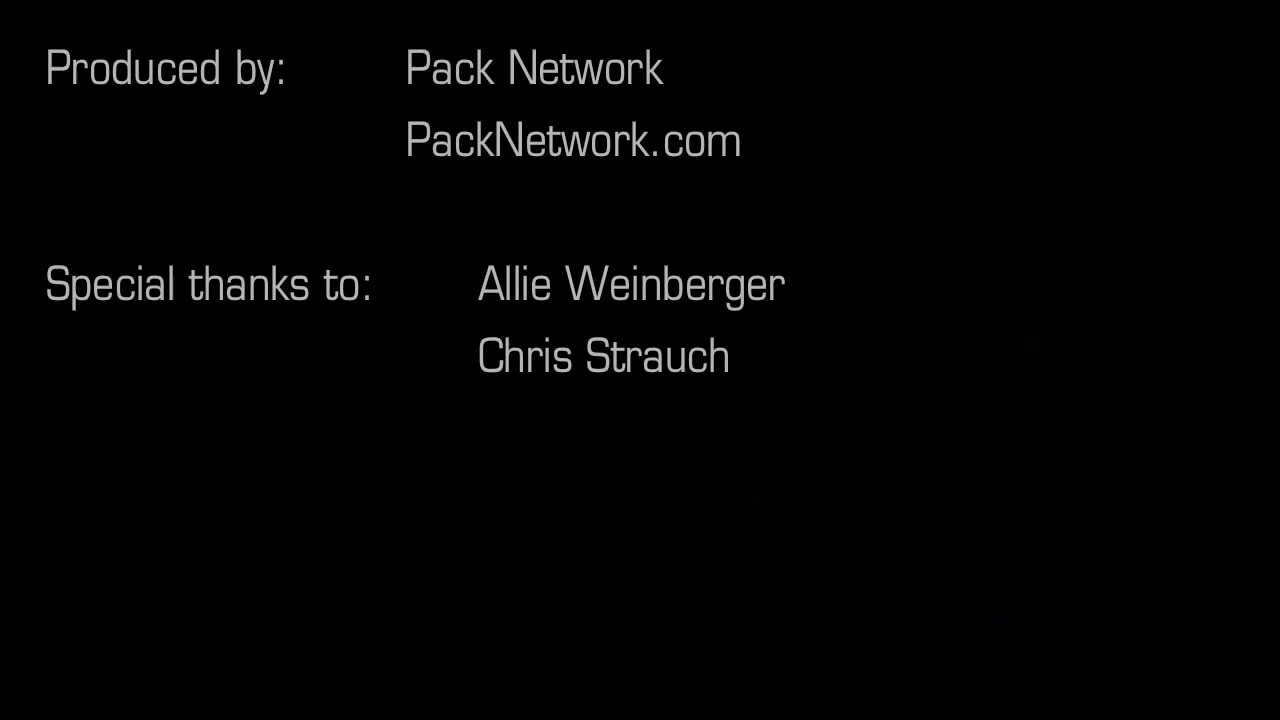 Produced by: Pack Network
PackNetwork.com
Special thanks to: Allie Weinberger
Chris Strauch